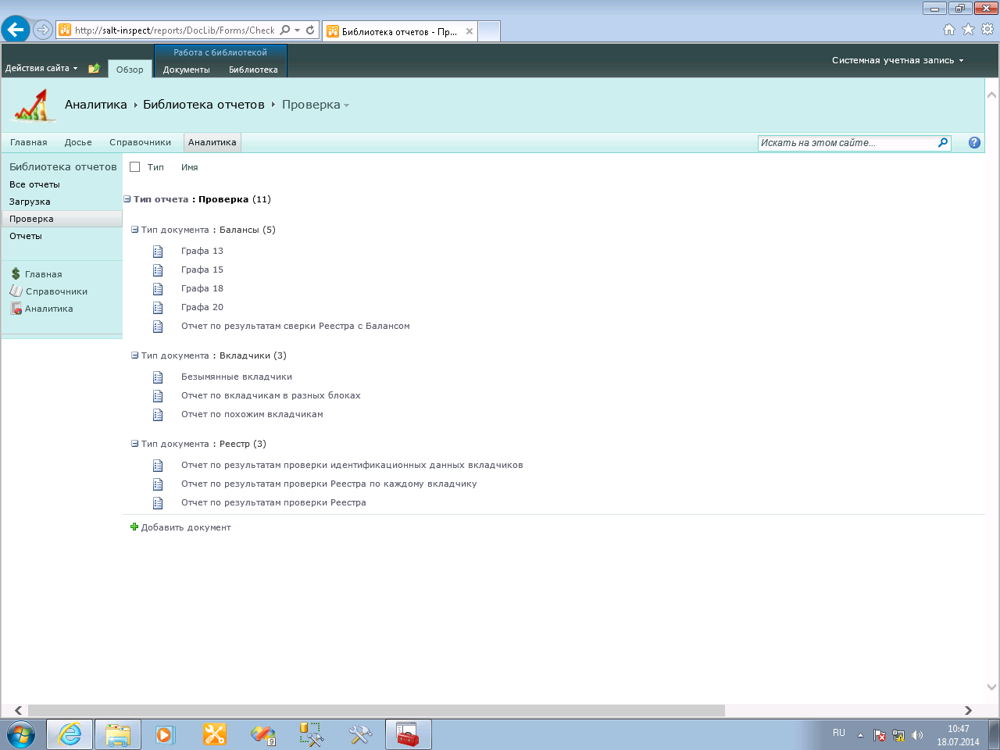 http://salt-inspect/reports/DocLib/Forms/Check
Библиотека отчетов - Пр...
Действия сайта
Обзор
Работа с библиотекой
Документы
Библиотека
Системная учетная запись
Аналитика
Библиотека отчетов
Проверка
Главная
Досье
Справочники
Аналитика
Искать на этом сайте...
Библиотека отчетов
Все отчеты
Загрузка
Проверка
Отчеты
Главная
Справочники
Аналитика
Тип
Имя
Тип отчета : Проверка (11)
Тип документа : Балансы (5)
Графа 13
Графа 15
Графа 18
Графа 20
Отчет по результатам сверки Реестра с Балансом
Тип документа : Вкладчики (3)
Безымянные вкладчики
Отчет по вкладчикам в разных блоках
Отчет по похожим вкладчикам
Тип документа : Реестр (3)
Отчет по результатам проверки идентификационных данных вкладчиков
Отчет по результатам проверки Реестра по каждому вкладчику
Отчет по результатам проверки Реестра
Добавить документ
9
RU
10:47
18.07.2014